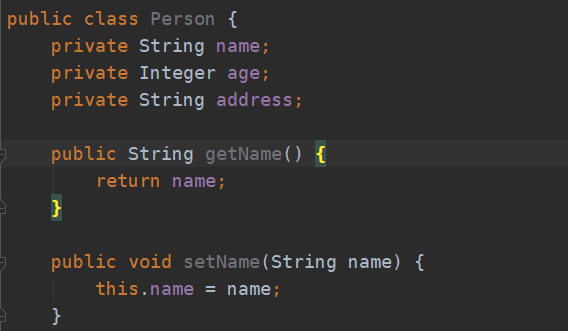 public class Person {
    private String name;
    private Integer age;
    private String address;

    public String getName() {
        return name;
    }

    public void setName(String name) {
        this.name = name;
    }